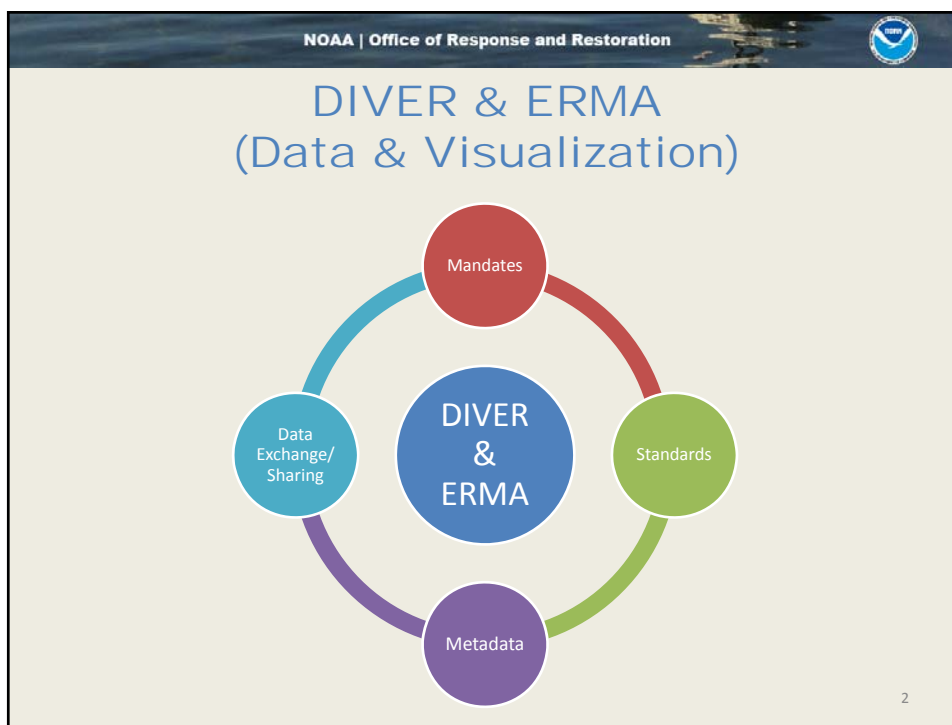 NOAA | Office of Response and Restoration
NOAA
DIVER & ERMA
(Data & Visualization)
Mandates
Data
Exchange/
Sharing
DIVER
&
ERMA
Standards
Metadata
2